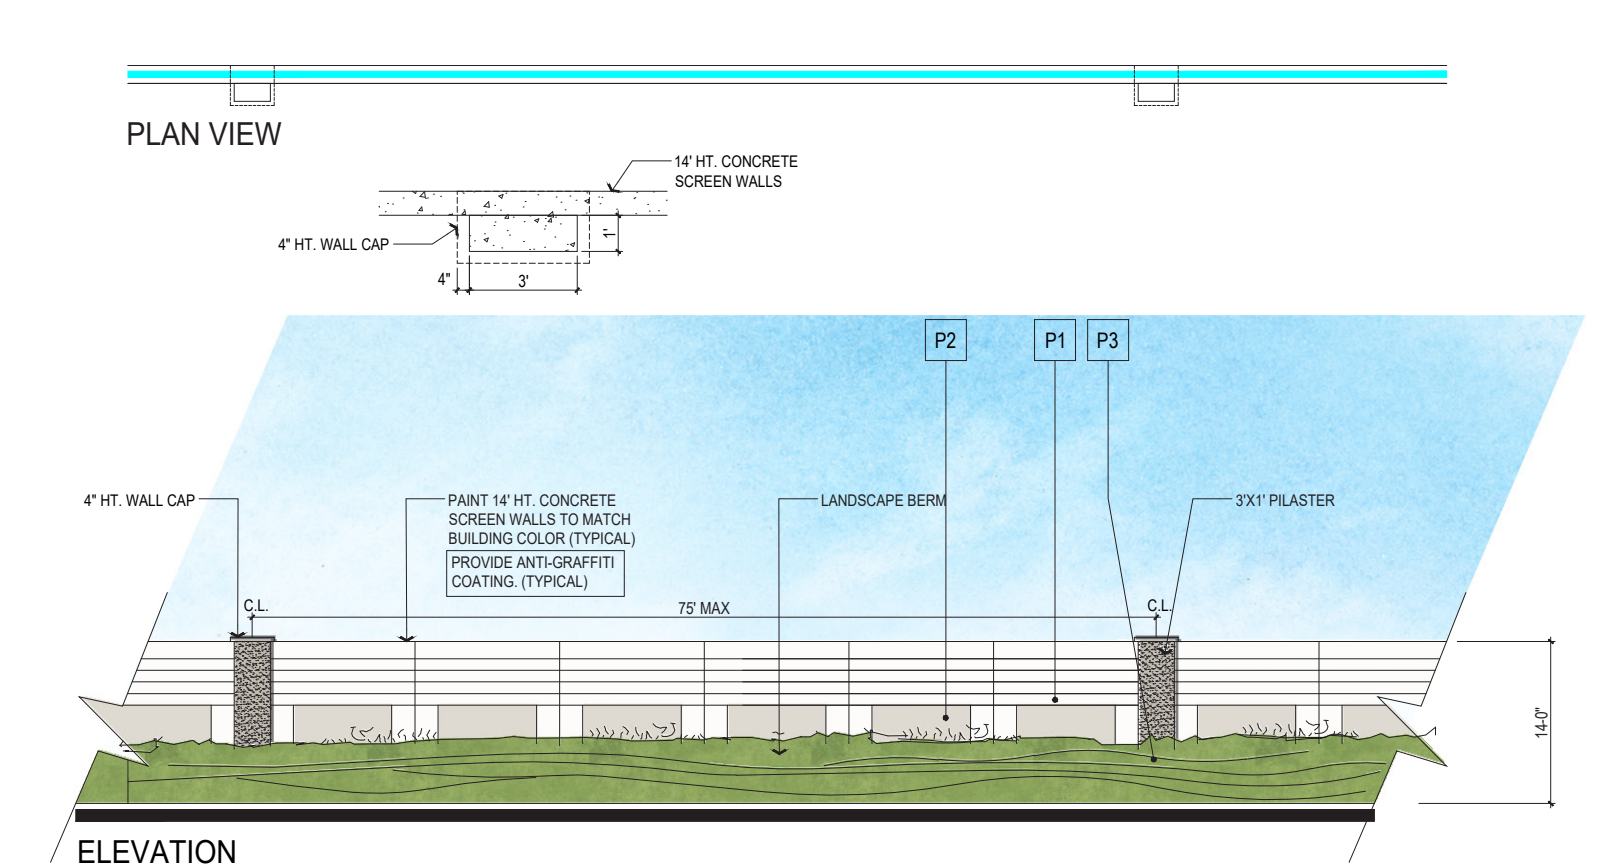 PLAN VIEW
14' HT. CONCRETE
SCREEN WALLS
4" HT. WALL CAP
1'
4"
3'
P2
P1
P3
4" HT. WALL CAP
PAINT 14' HT. CONCRETE
SCREEN WALLS TO MATCH
BUILDING COLOR (TYPICAL)
PROVIDE ANTI-GRAFFITI
COATING. (TYPICAL)
LANDSCAPE BERM
3'X1' PILASTER
C.L.
75' MAX
C.L.
14'-0"
ELEVATION